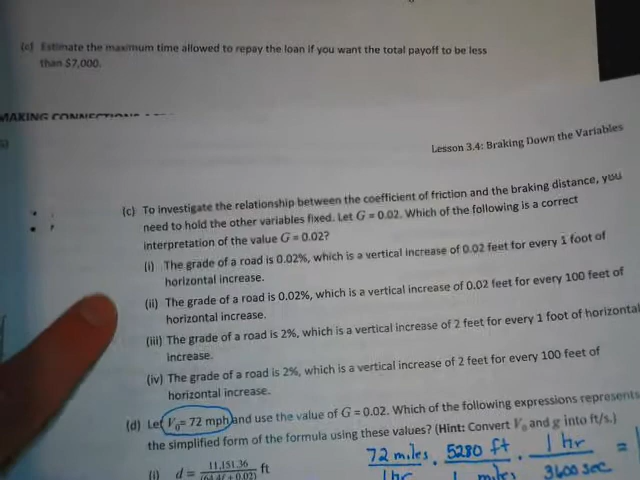 (c) Estimate the maximum time allowed to repay the loan if you want the total payoff to be less
than $7,000.
MAKING CONNECTIONS
Lesson 3.4: Braking Down the Variables
(c) To investigate the relationship between the coefficient of friction and the braking distance, you
need to hold the other variables fixed. Let G = 0.02. Which of the following is a correct
interpretation of the value G = 0.02?
(i) The grade of a road is 0.02%, which is a vertical increase of 0.02 feet for every 1 foot of
horizontal increase.
(ii) The grade of a road is 0.02%, which is a vertical increase of 0.02 feet for every 100 feet of
horizontal increase.
(iii) The grade of a road is 2%, which is a vertical increase of 2 feet for every 1 foot of horizontal
increase.
(iv) The grade of a road is 2%, which is a vertical increase of 2 feet for every 100 feet of
horizontal increase.
(d) Let V₀= 72 mph and use the value of G = 0.02. Which of the following expressions represents
the simplified form of the formula using these values? (Hint: Convert V₀ and g into ft/s.)
72 miles . 5280 ft . 1 hr =
1 hr 1 miles 3600 sec
(i) d = 11,151.36 ft